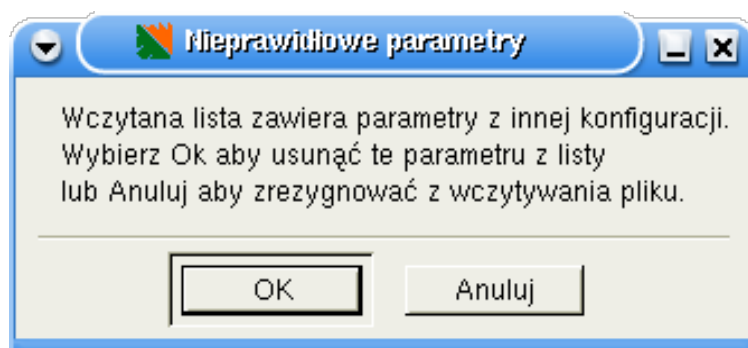 Nieprawidłowe parametry
Wczytana lista zawiera parametry z innej konfiguracji.
Wybierz Ok aby usunąć te parametru z listy
lub Anuluj aby zrezygnować z wczytywania pliku.
OK Anuluj